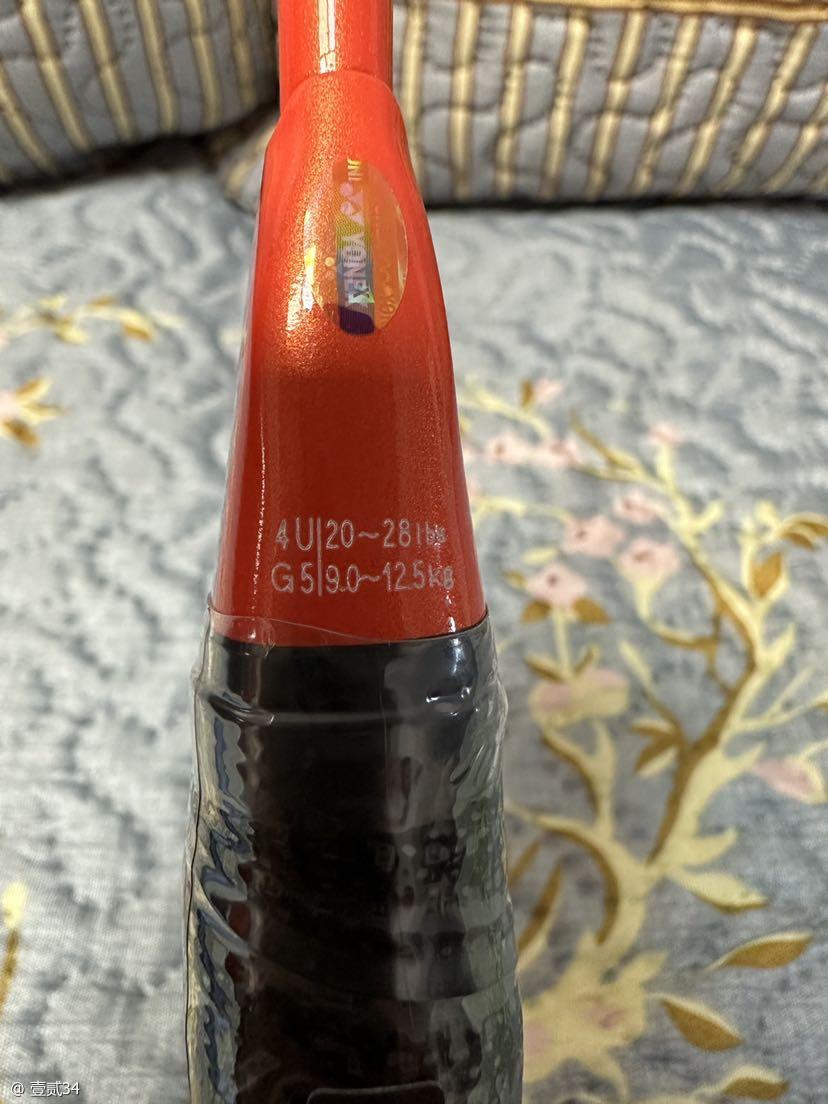 YONEX
4U 20~28lbs
G5 9.0~12.5KG
@ 壹贰34